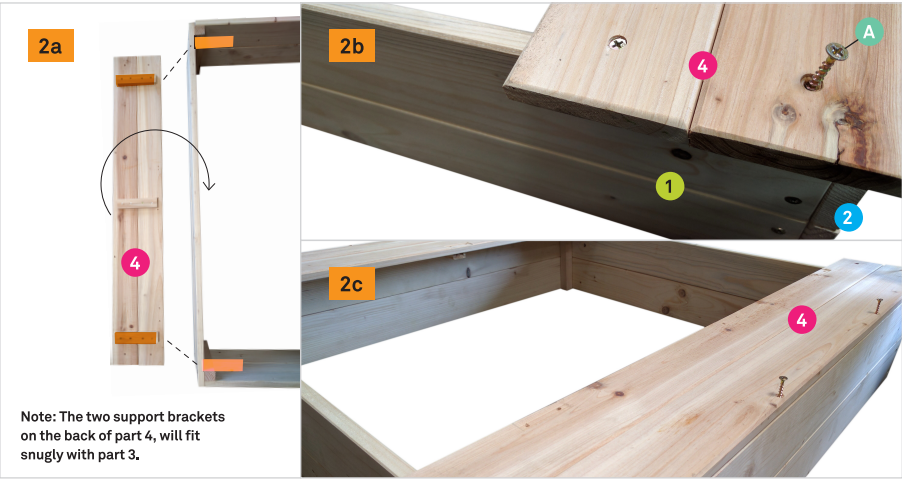 2a
4
Note: The two support brackets
on the back of part 4, will fit
snugly with part 3.
2b
A
4
1
2
2c
4